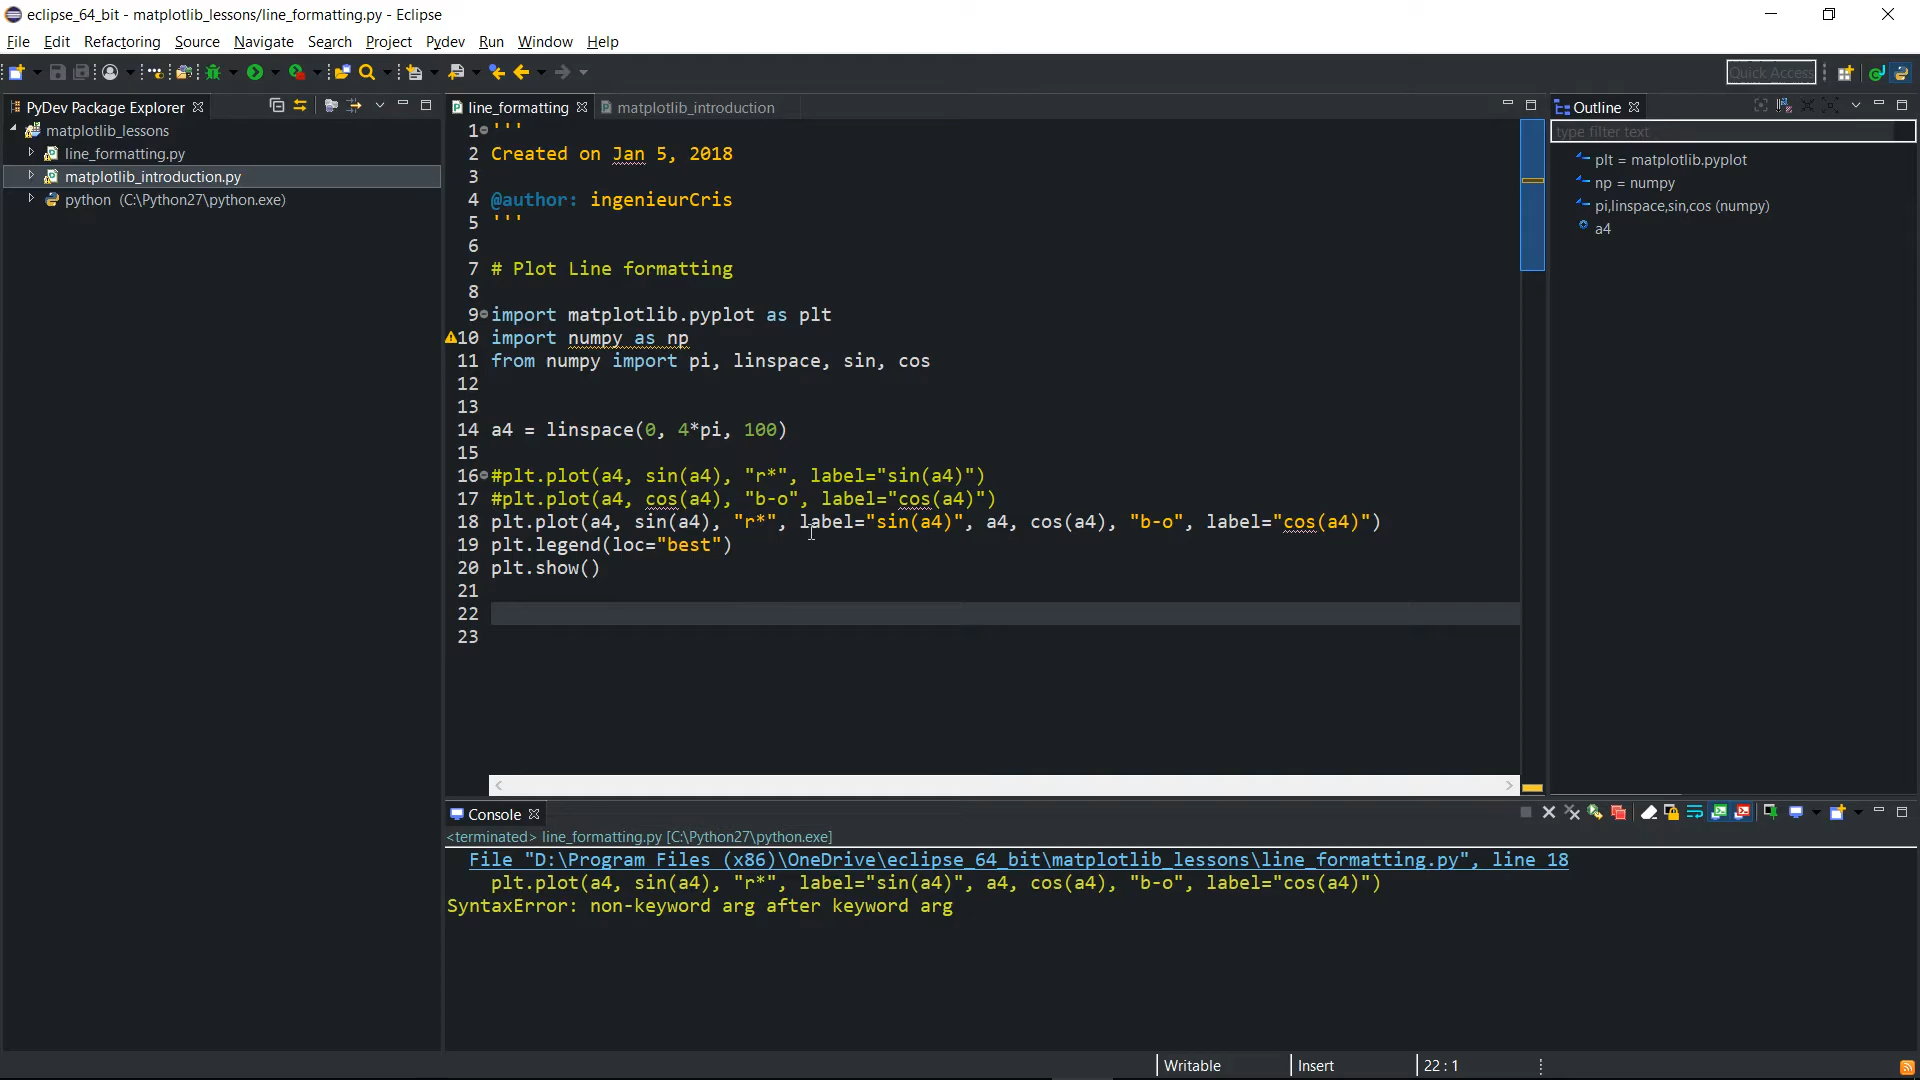 eclipse_64_bit - matplotlib_lessons/line_formatting.py - Eclipse
File Edit Refactoring Source Navigate Search Project Pydev Run Window Help
Quick Access
PyDev Package Explorer
matplotlib_lessons
line_formatting.py
matplotlib_introduction.py
python (C:\Python27\python.exe)
line_formatting matplotlib_introduction
1 '''
2 Created on Jan 5, 2018
3
4 @author: ingenieurCris
5 '''
6
7 # Plot Line formatting
8
9 import matplotlib.pyplot as plt
10 import numpy as np
11 from numpy import pi, linspace, sin, cos
12
13
14 a4 = linspace(0, 4*pi, 100)
15
16 #plt.plot(a4, sin(a4), "r*", label="sin(a4)")
17 #plt.plot(a4, cos(a4), "b-o", label="cos(a4)")
18 plt.plot(a4, sin(a4), "r*", label="sin(a4)", a4, cos(a4), "b-o", label="cos(a4)")
19 plt.legend(loc="best")
20 plt.show()
21
22
23
Outline
type filter text
plt = matplotlib.pyplot
np = numpy
pi,linspace,sin,cos (numpy)
a4
Console
<terminated> line_formatting.py [C:\Python27\python.exe]
File "D:\Program Files (x86)\OneDrive\eclipse_64_bit\matplotlib_lessons\line_formatting.py", line 18
plt.plot(a4, sin(a4), "r*", label="sin(a4)", a4, cos(a4), "b-o", label="cos(a4)")
SyntaxError: non-keyword arg after keyword arg
Writable Insert 22 : 1